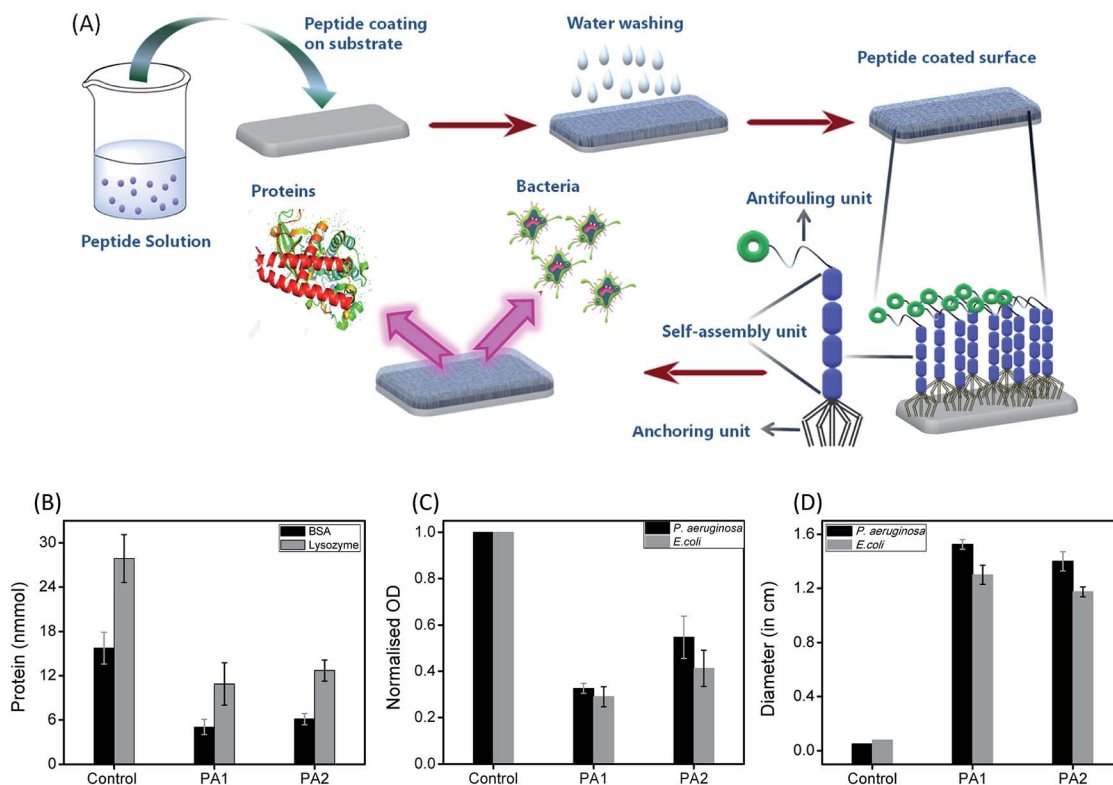 (A)
Peptide coating
on substrate
Water washing
Peptide coated surface
Peptide Solution
Proteins
Bacteria
Antifouling unit
Self-assembly unit
Anchoring unit
(B)
Protein (nmmol)
30
24
18
12
6
0
BSA
Lysozyme
Control
PA1
PA2
(C)
Normalised OD
1.0
0.8
0.6
0.4
0.2
0.0
P. aeruginosa
E.coli
Control
PA1
PA2
(D)
Diameter (in cm)
1.6
1.2
0.8
0.4
0.0
P. aeruginosa
E.coli
Control
PA1
PA2